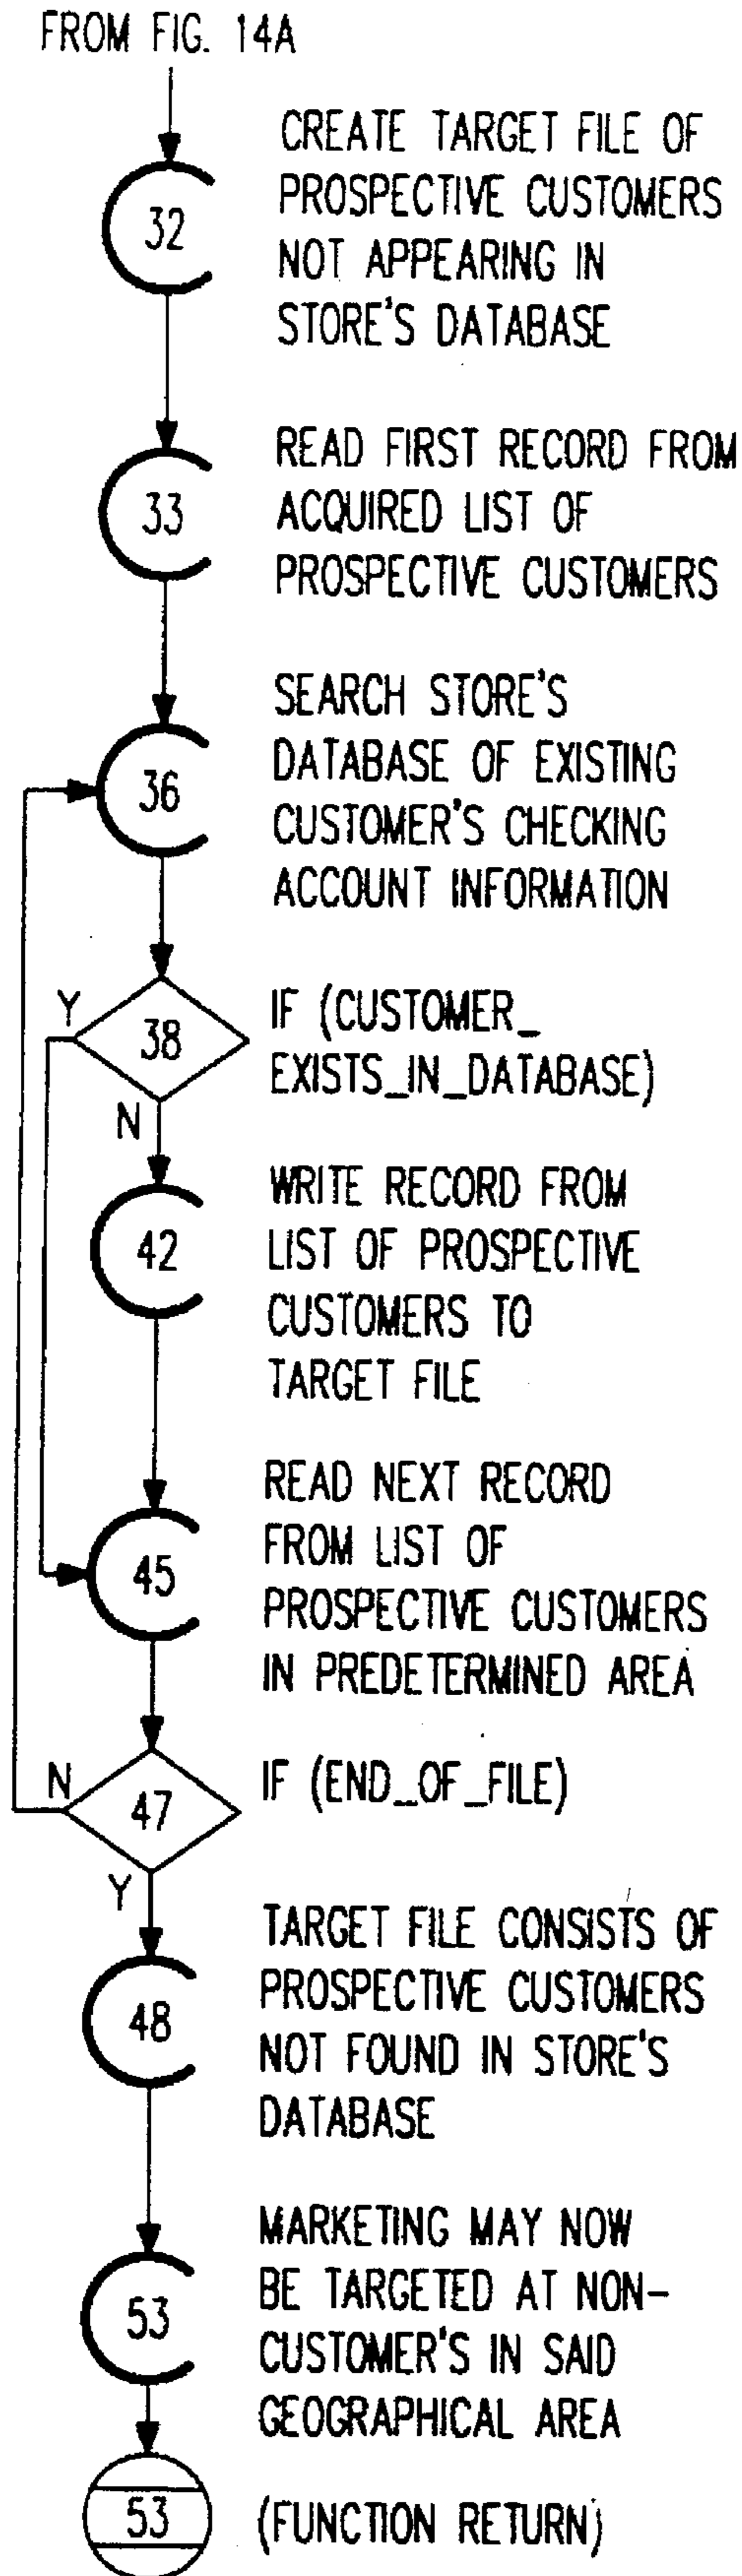 FROM FIG. 14A
32
CREATE TARGET FILE OF
PROSPECTIVE CUSTOMERS
NOT APPEARING IN
STORE'S DATABASE
33
READ FIRST RECORD FROM
ACQUIRED LIST OF
PROSPECTIVE CUSTOMERS
36
SEARCH STORE'S
DATABASE OF EXISTING
CUSTOMER'S CHECKING
ACCOUNT INFORMATION
Y
38
N
IF (CUSTOMER_
EXISTS_IN_DATABASE)
42
WRITE RECORD FROM
LIST OF PROSPECTIVE
CUSTOMERS TO
TARGET FILE
45
READ NEXT RECORD
FROM LIST OF
PROSPECTIVE CUSTOMERS
IN PREDETERMINED AREA
N
47
Y
IF (END_OF_FILE)
48
TARGET FILE CONSISTS OF
PROSPECTIVE CUSTOMERS
NOT FOUND IN STORE'S
DATABASE
53
MARKETING MAY NOW
BE TARGETED AT NON-
CUSTOMER'S IN SAID
GEOGRAPHICAL AREA
53
(FUNCTION RETURN)